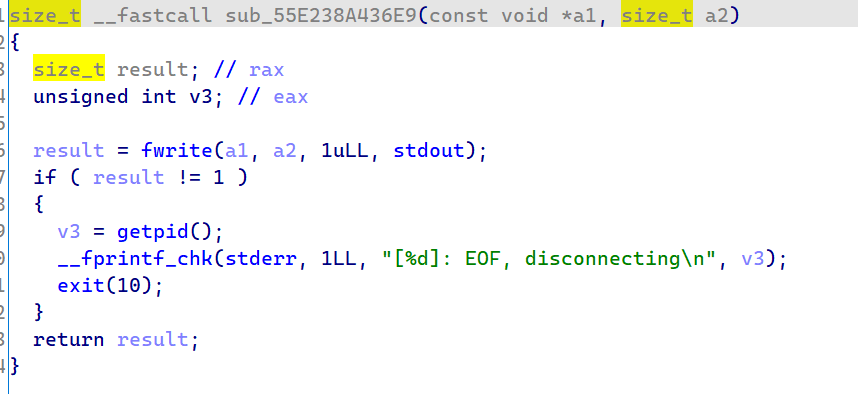 1 size_t __fastcall sub_55E238A436E9(const void *a1, size_t a2)
2 {
3   size_t result; // rax
4   unsigned int v3; // eax
5
6   result = fwrite(a1, a2, 1uLL, stdout);
7   if ( result != 1 )
8   {
9     v3 = getpid();
0     __fprintf_chk(stderr, 1LL, "[%d]: EOF, disconnecting\n", v3);
1     exit(10);
2   }
3   return result;
4 }